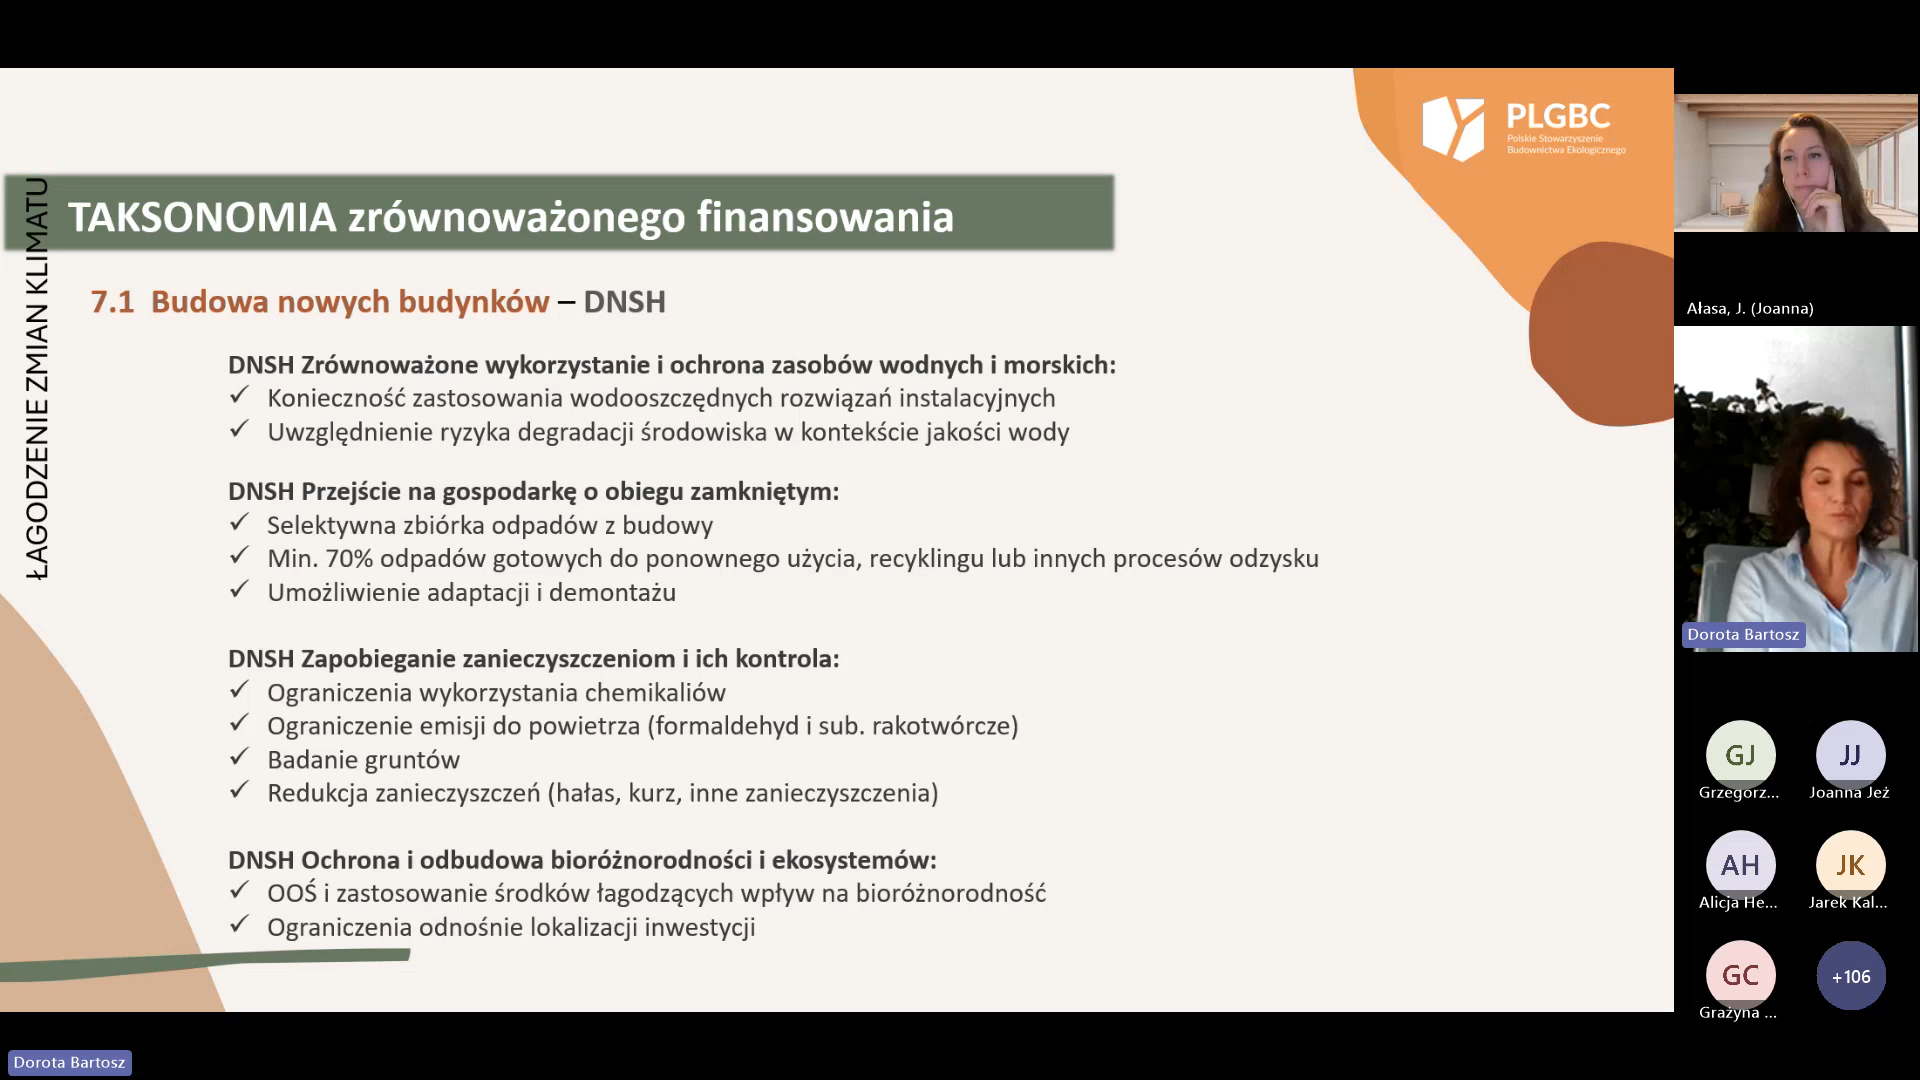 PLGBC
Polskie Stowarzyszenie
Budownictwa Ekologicznego
ŁAGODZENIE ZMIAN KLIMATU
TAKSONOMIA zrównoważonego finansowania
7.1 Budowa nowych budynków – DNSH
DNSH Zrównoważone wykorzystanie i ochrona zasobów wodnych i morskich:
✓ Konieczność zastosowania wodooszczędnych rozwiązań instalacyjnych
✓ Uwzględnienie ryzyka degradacji środowiska w kontekście jakości wody
DNSH Przejście na gospodarkę o obiegu zamkniętym:
✓ Selektywna zbiórka odpadów z budowy
✓ Min. 70% odpadów gotowych do ponownego użycia, recyklingu lub innych procesów odzysku
✓ Umożliwienie adaptacji i demontażu
DNSH Zapobieganie zanieczyszczeniom i ich kontrola:
✓ Ograniczenia wykorzystania chemikaliów
✓ Ograniczenie emisji do powietrza (formaldehyd i sub. rakotwórcze)
✓ Badanie gruntów
✓ Redukcja zanieczyszczeń (hałas, kurz, inne zanieczyszczenia)
DNSH Ochrona i odbudowa bioróżnorodności i ekosystemów:
✓ OOŚ i zastosowanie środków łagodzących wpływ na bioróżnorodność
✓ Ograniczenia odnośnie lokalizacji inwestycji
Dorota Bartosz
Ałasa, J. (Joanna)
Dorota Bartosz
GJ
Grzegorz...
JJ
Joanna Jeż
AH
Alicja He...
JK
Jarek Kal...
GC
Grażyna ...
+106